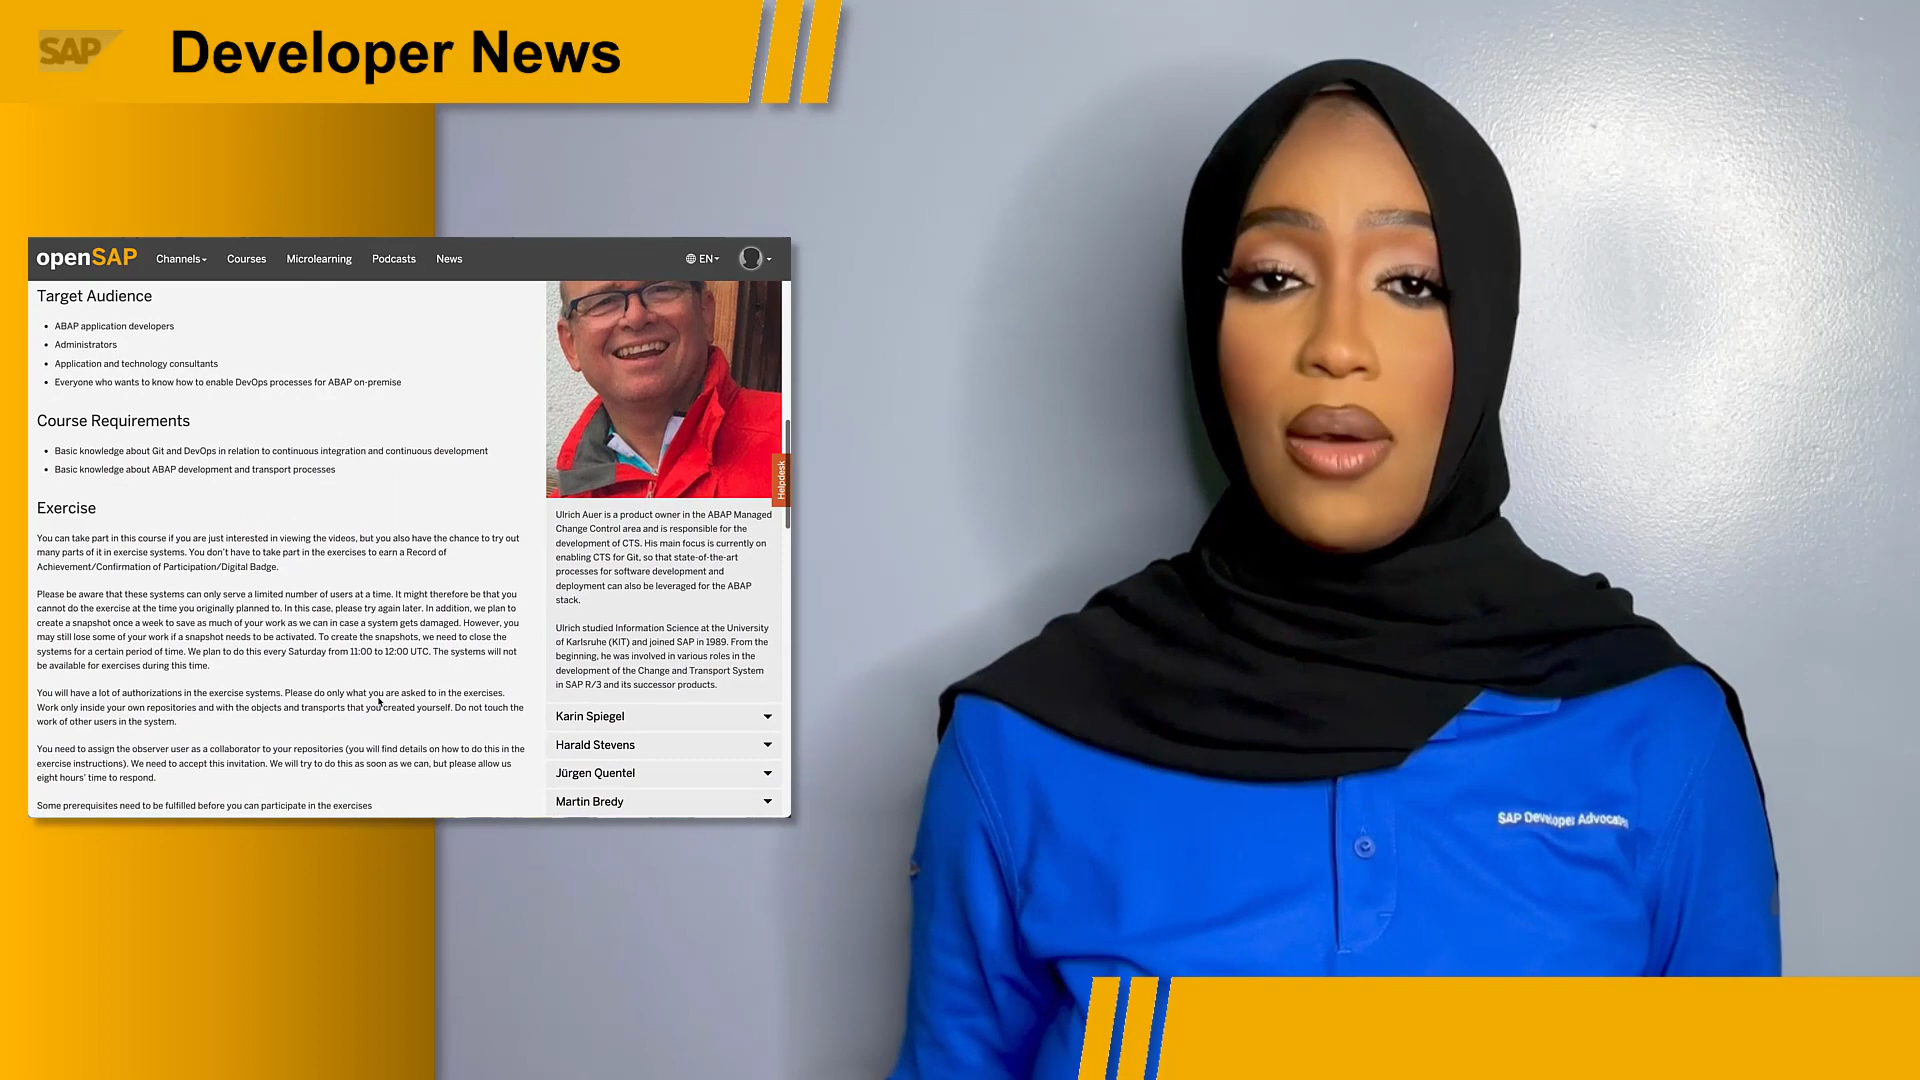 SAP
Developer News
openSAP
Channels
Courses
Microlearning
Podcasts
News
EN
Target Audience
ABAP application developers
Administrators
Application and technology consultants
Everyone who wants to know how to enable DevOps processes for ABAP on-premise
Course Requirements
Basic knowledge about Git and DevOps in relation to continuous integration and continuous development
Basic knowledge about ABAP development and transport processes
Exercise
You can take part in this course if you are just interested in viewing the videos, but you also have the chance to try out
many parts of it in exercise systems. You don't have to take part in the exercises to earn a Record of
Achievement/Confirmation of Participation/Digital Badge.
Please be aware that these systems can only serve a limited number of users at a time. It might therefore be that you
cannot do the exercise at the time you originally planned to. In this case, please try again later. In addition, we plan to
create a snapshot once a week to save as much of your work as we can in case a system gets damaged. However, you
may still lose some of your work if a snapshot needs to be activated. To create the snapshots, we need to close the
systems for a certain period of time. We plan to do this every Saturday from 11:00 to 12:00 UTC. The systems will not
be available for exercises during this time.
You will have a lot of authorizations in the exercise systems. Please do only what you are asked to in the exercises.
Work only inside your own repositories and with the objects and transports that you created yourself. Do not touch the
work of other users in the system.
You need to assign the observer user as a collaborator to your repositories (you will find details on how to do this in the
exercise instructions). We need to accept this invitation. We will try to do this as soon as we can, but please allow us
eight hours' time to respond.
Some prerequisites need to be fulfilled before you can participate in the exercises
Helpdesk
Ulrich Auer is a product owner in the ABAP Managed
Change Control area and is responsible for the
development of CTS. His main focus is currently on
enabling CTS for Git, so that state-of-the-art
processes for software development and
deployment can also be leveraged for the ABAP
stack.
Ulrich studied Information Science at the University
of Karlsruhe (KIT) and joined SAP in 1989. From the
beginning, he was involved in various roles in the
development of the Change and Transport System
in SAP R/3 and its successor products.
Karin Spiegel
Harald Stevens
Jürgen Quentel
Martin Bredy
SAP Developer Advocates